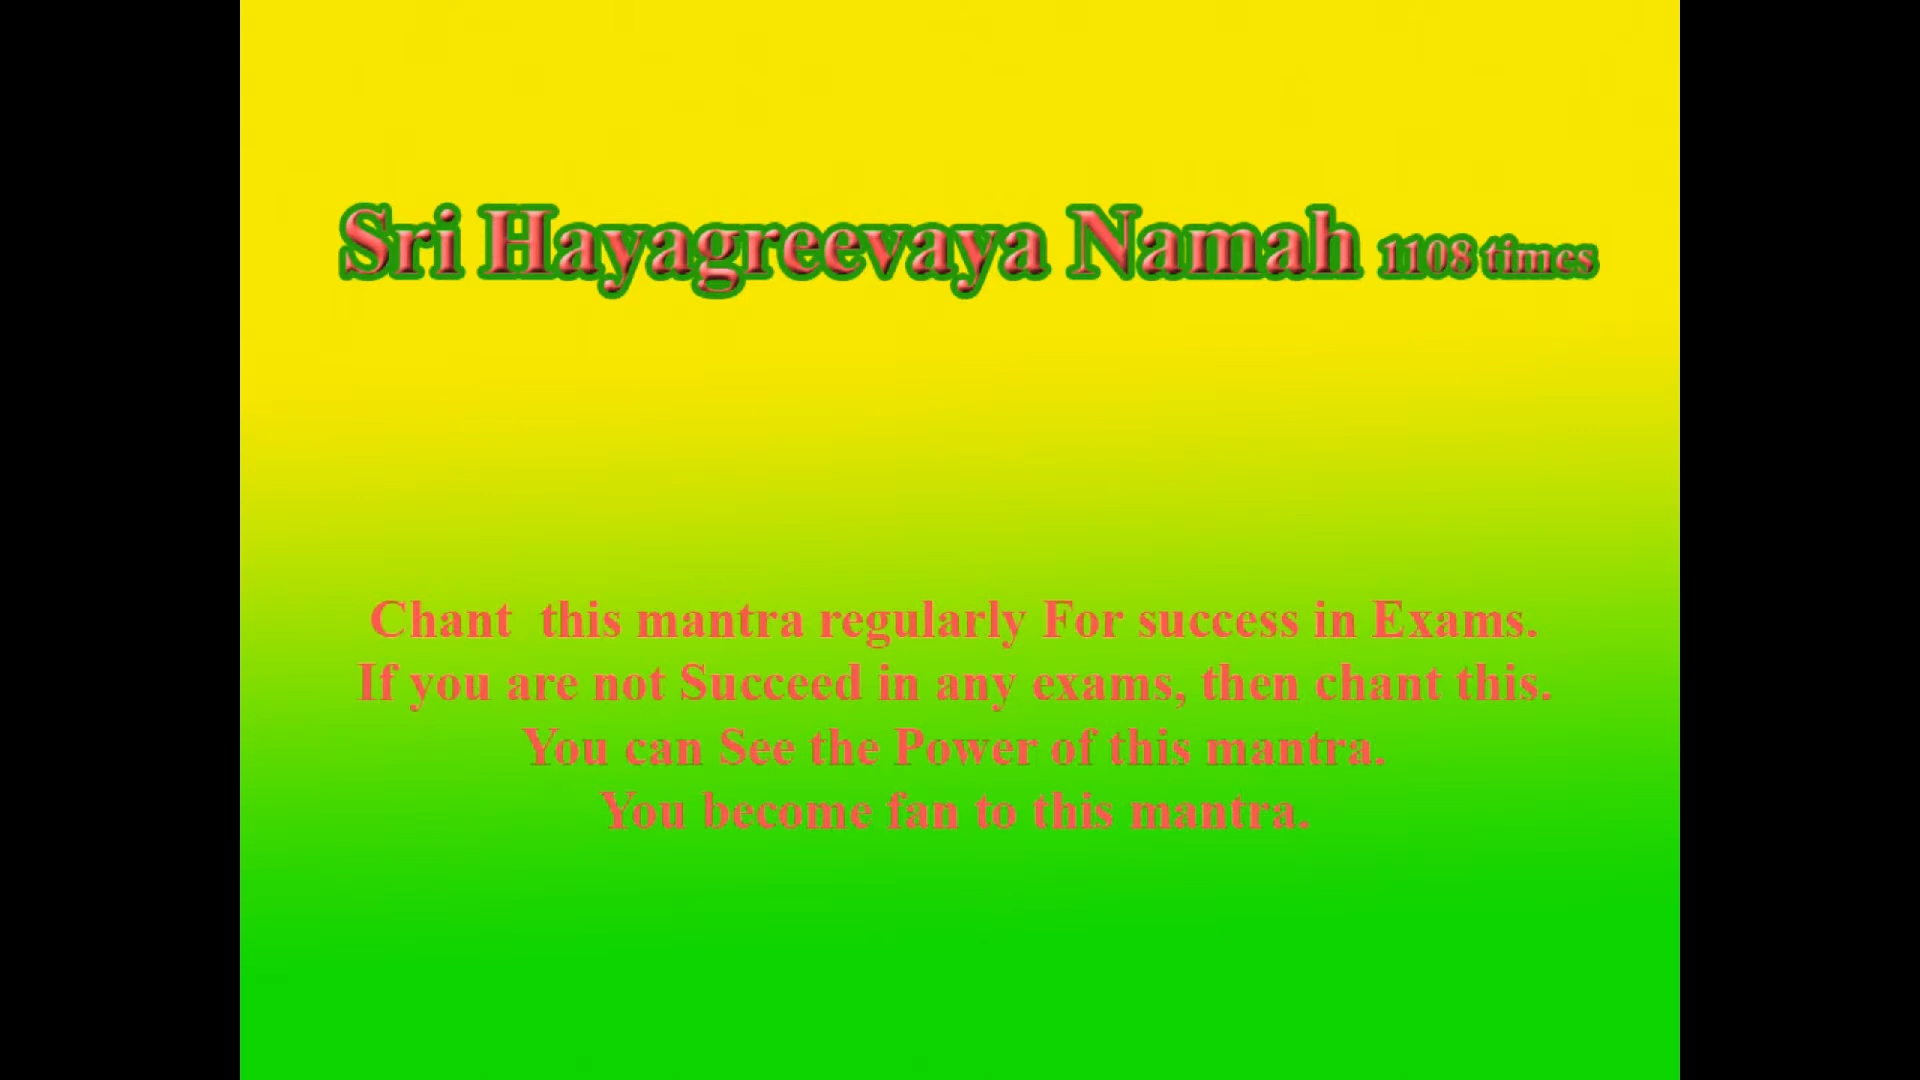 Sri Hayagreevaya Namah 1108 times
Chant this mantra regularly For success in Exams.
If you are not Succeed in any exams, then chant this.
You can See the Power of this mantra.
You become fan to this mantra.